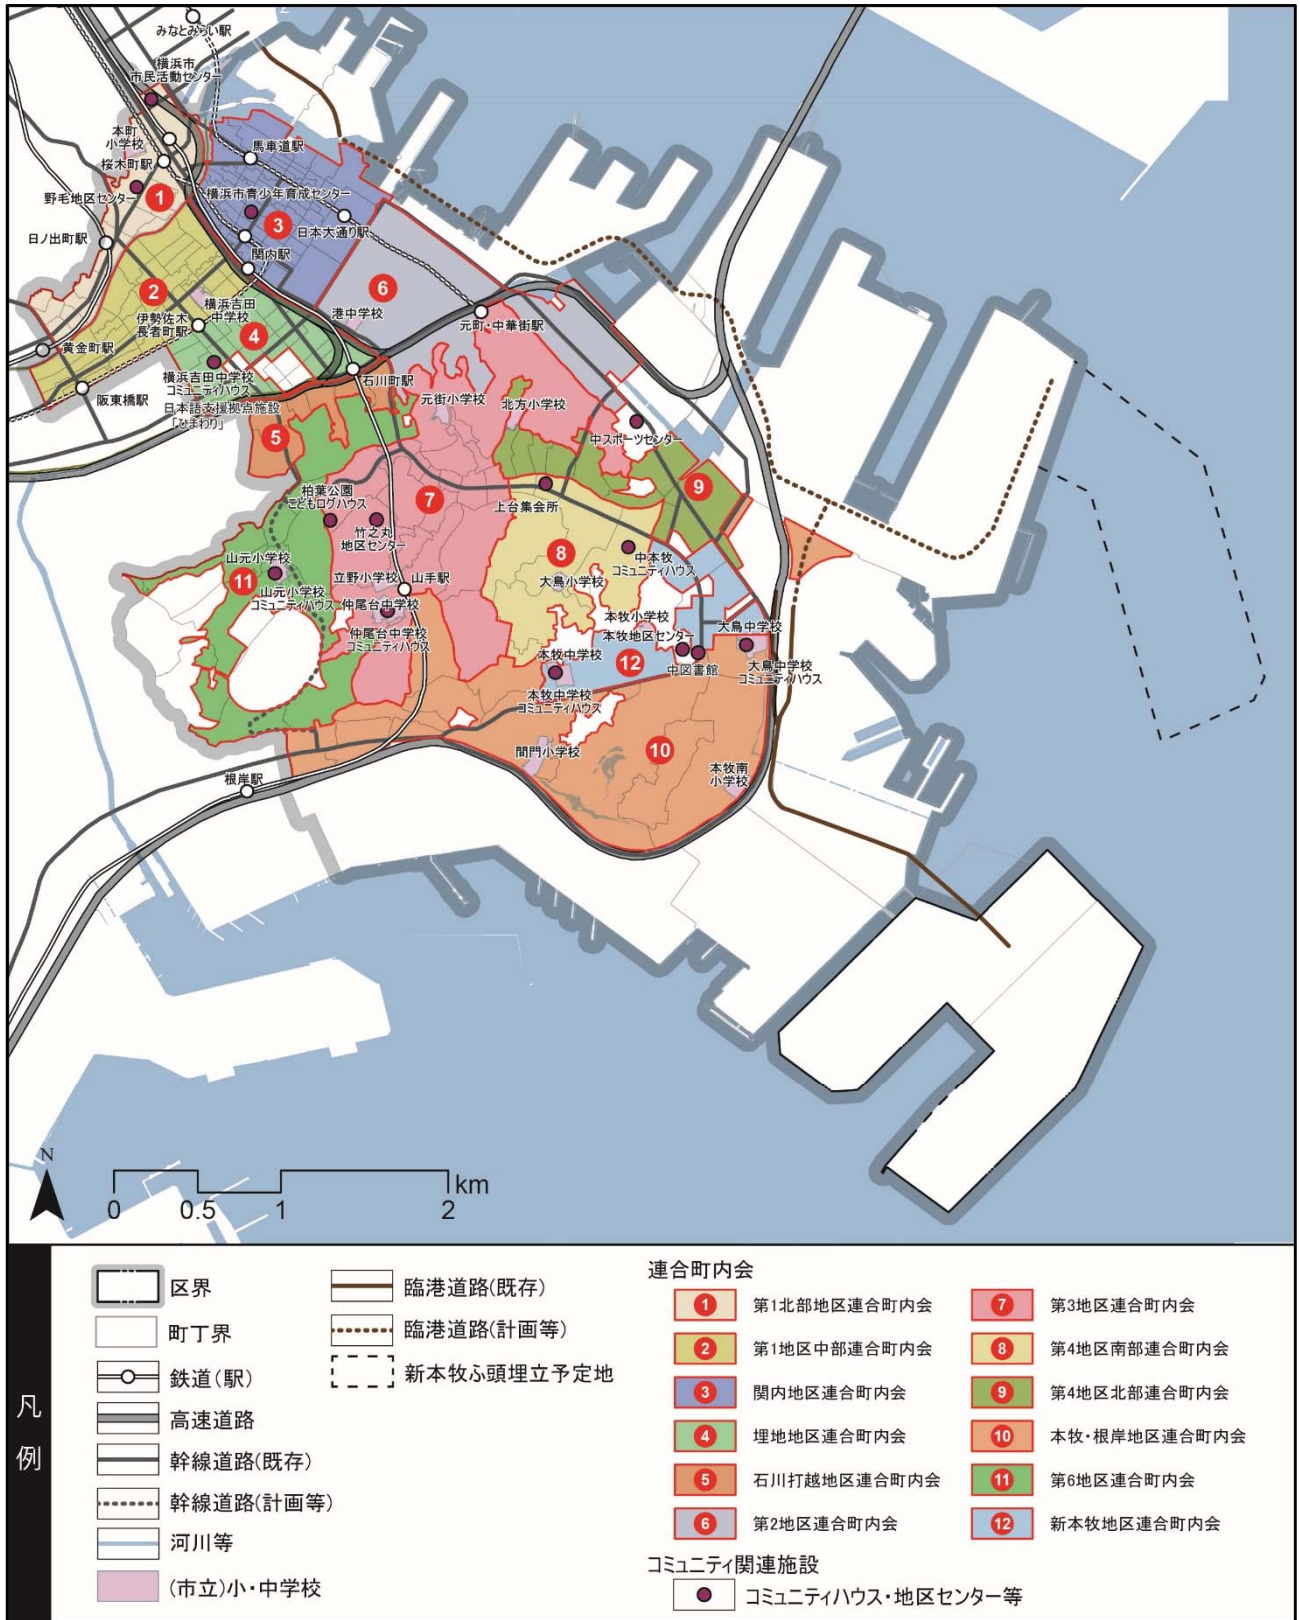 みなとみらい駅
横浜市
市民活動センター
本町
小学校
桜木町駅
馬車道駅
野毛地区センター
1
横浜市青少年育成センター
3
日本大通り駅
日ノ出町駅
関内駅
2
横浜吉田
中学校
6
伊勢佐木
長者町駅
4
港中学校
元町・中華街駅
黄金町駅
横浜吉田中学校
コミュニティハウス
石川町駅
阪東橋駅
日本語支援拠点施設
「ひまわり」
元街小学校
北方小学校
5
中スポーツセンター
柏葉公園
こどもログハウス
7
9
上台集会所
竹之丸
地区センター
8
中本牧
コミュニティハウス
山元小学校
11
山元小学校
コミュニティハウス
立野小学校
山手駅
大鳥小学校
仲尾台中学校
本牧小学校
仲尾台中学校
コミュニティハウス
本牧地区センター
大鳥中学校
本牧中学校
12
中図書館
大鳥中学校
コミュニティハウス
本牧中学校
コミュニティハウス
間門小学校
10
本牧南
小学校
根岸駅
N
km
0 0.5 1 2
凡例
区界
町丁界
鉄道(駅)
高速道路
幹線道路(既存)
幹線道路(計画等)
河川等
(市立)小・中学校
臨港道路(既存)
臨港道路(計画等)
新本牧ふ頭埋立予定地
連合町内会
1 第1北部地区連合町内会
2 第1地区中部連合町内会
3 関内地区連合町内会
4 埋地地区連合町内会
5 石川打越地区連合町内会
6 第2地区連合町内会
7 第3地区連合町内会
8 第4地区南部連合町内会
9 第4地区北部連合町内会
10 本牧・根岸地区連合町内会
11 第6地区連合町内会
12 新本牧地区連合町内会
コミュニティ関連施設
コミュニティハウス・地区センター等